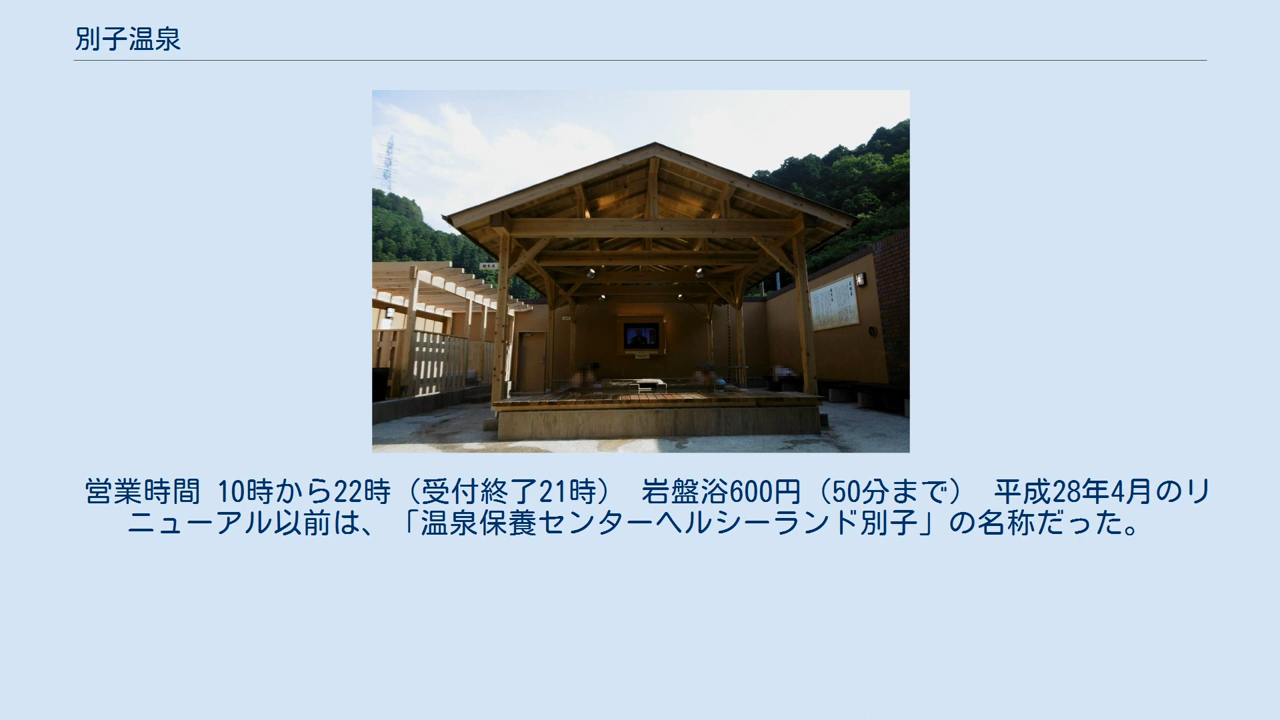 別子温泉
営業時間 10時から22時（受付終了21時） 岩盤浴600円（50分まで） 平成28年4月のリ
ニューアル以前は、「温泉保養センターヘルシーランド別子」の名称だった。